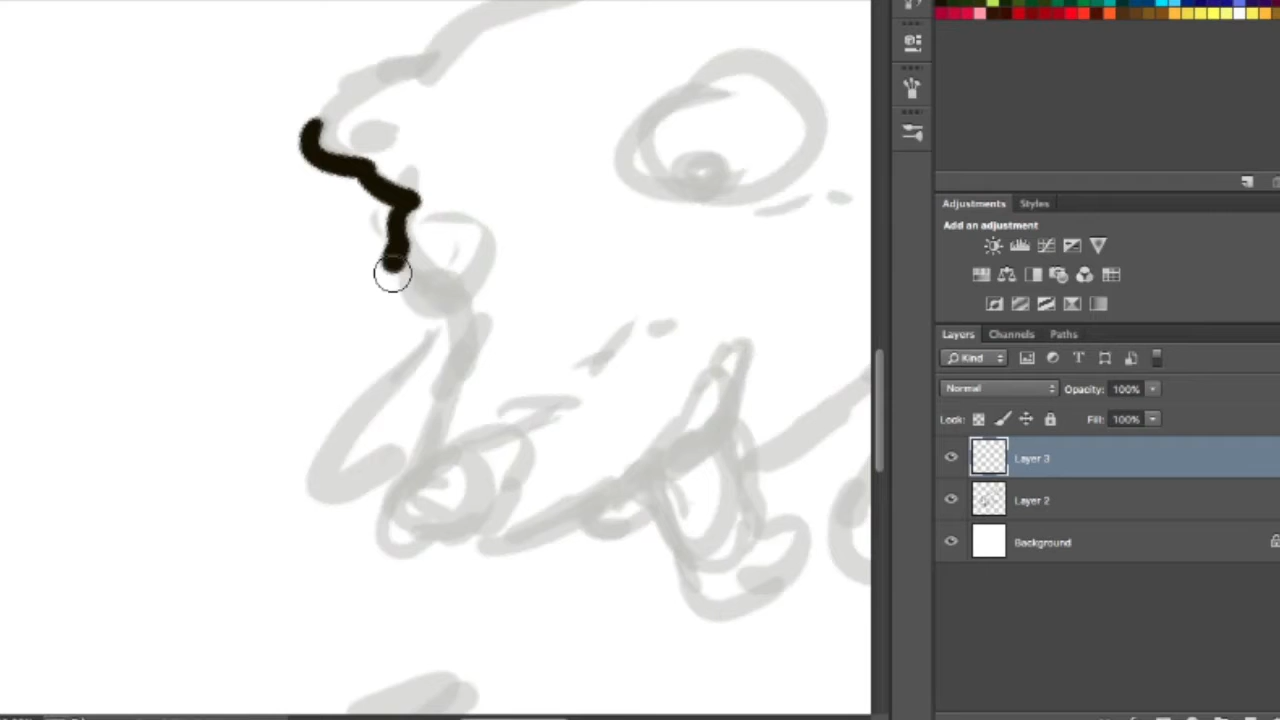 Adjustments Styles
Add an adjustment
Layers Channels Paths
Kind
Normal Opacity: 100%
Lock: Fill: 100%
Layer 3
Layer 2
Background